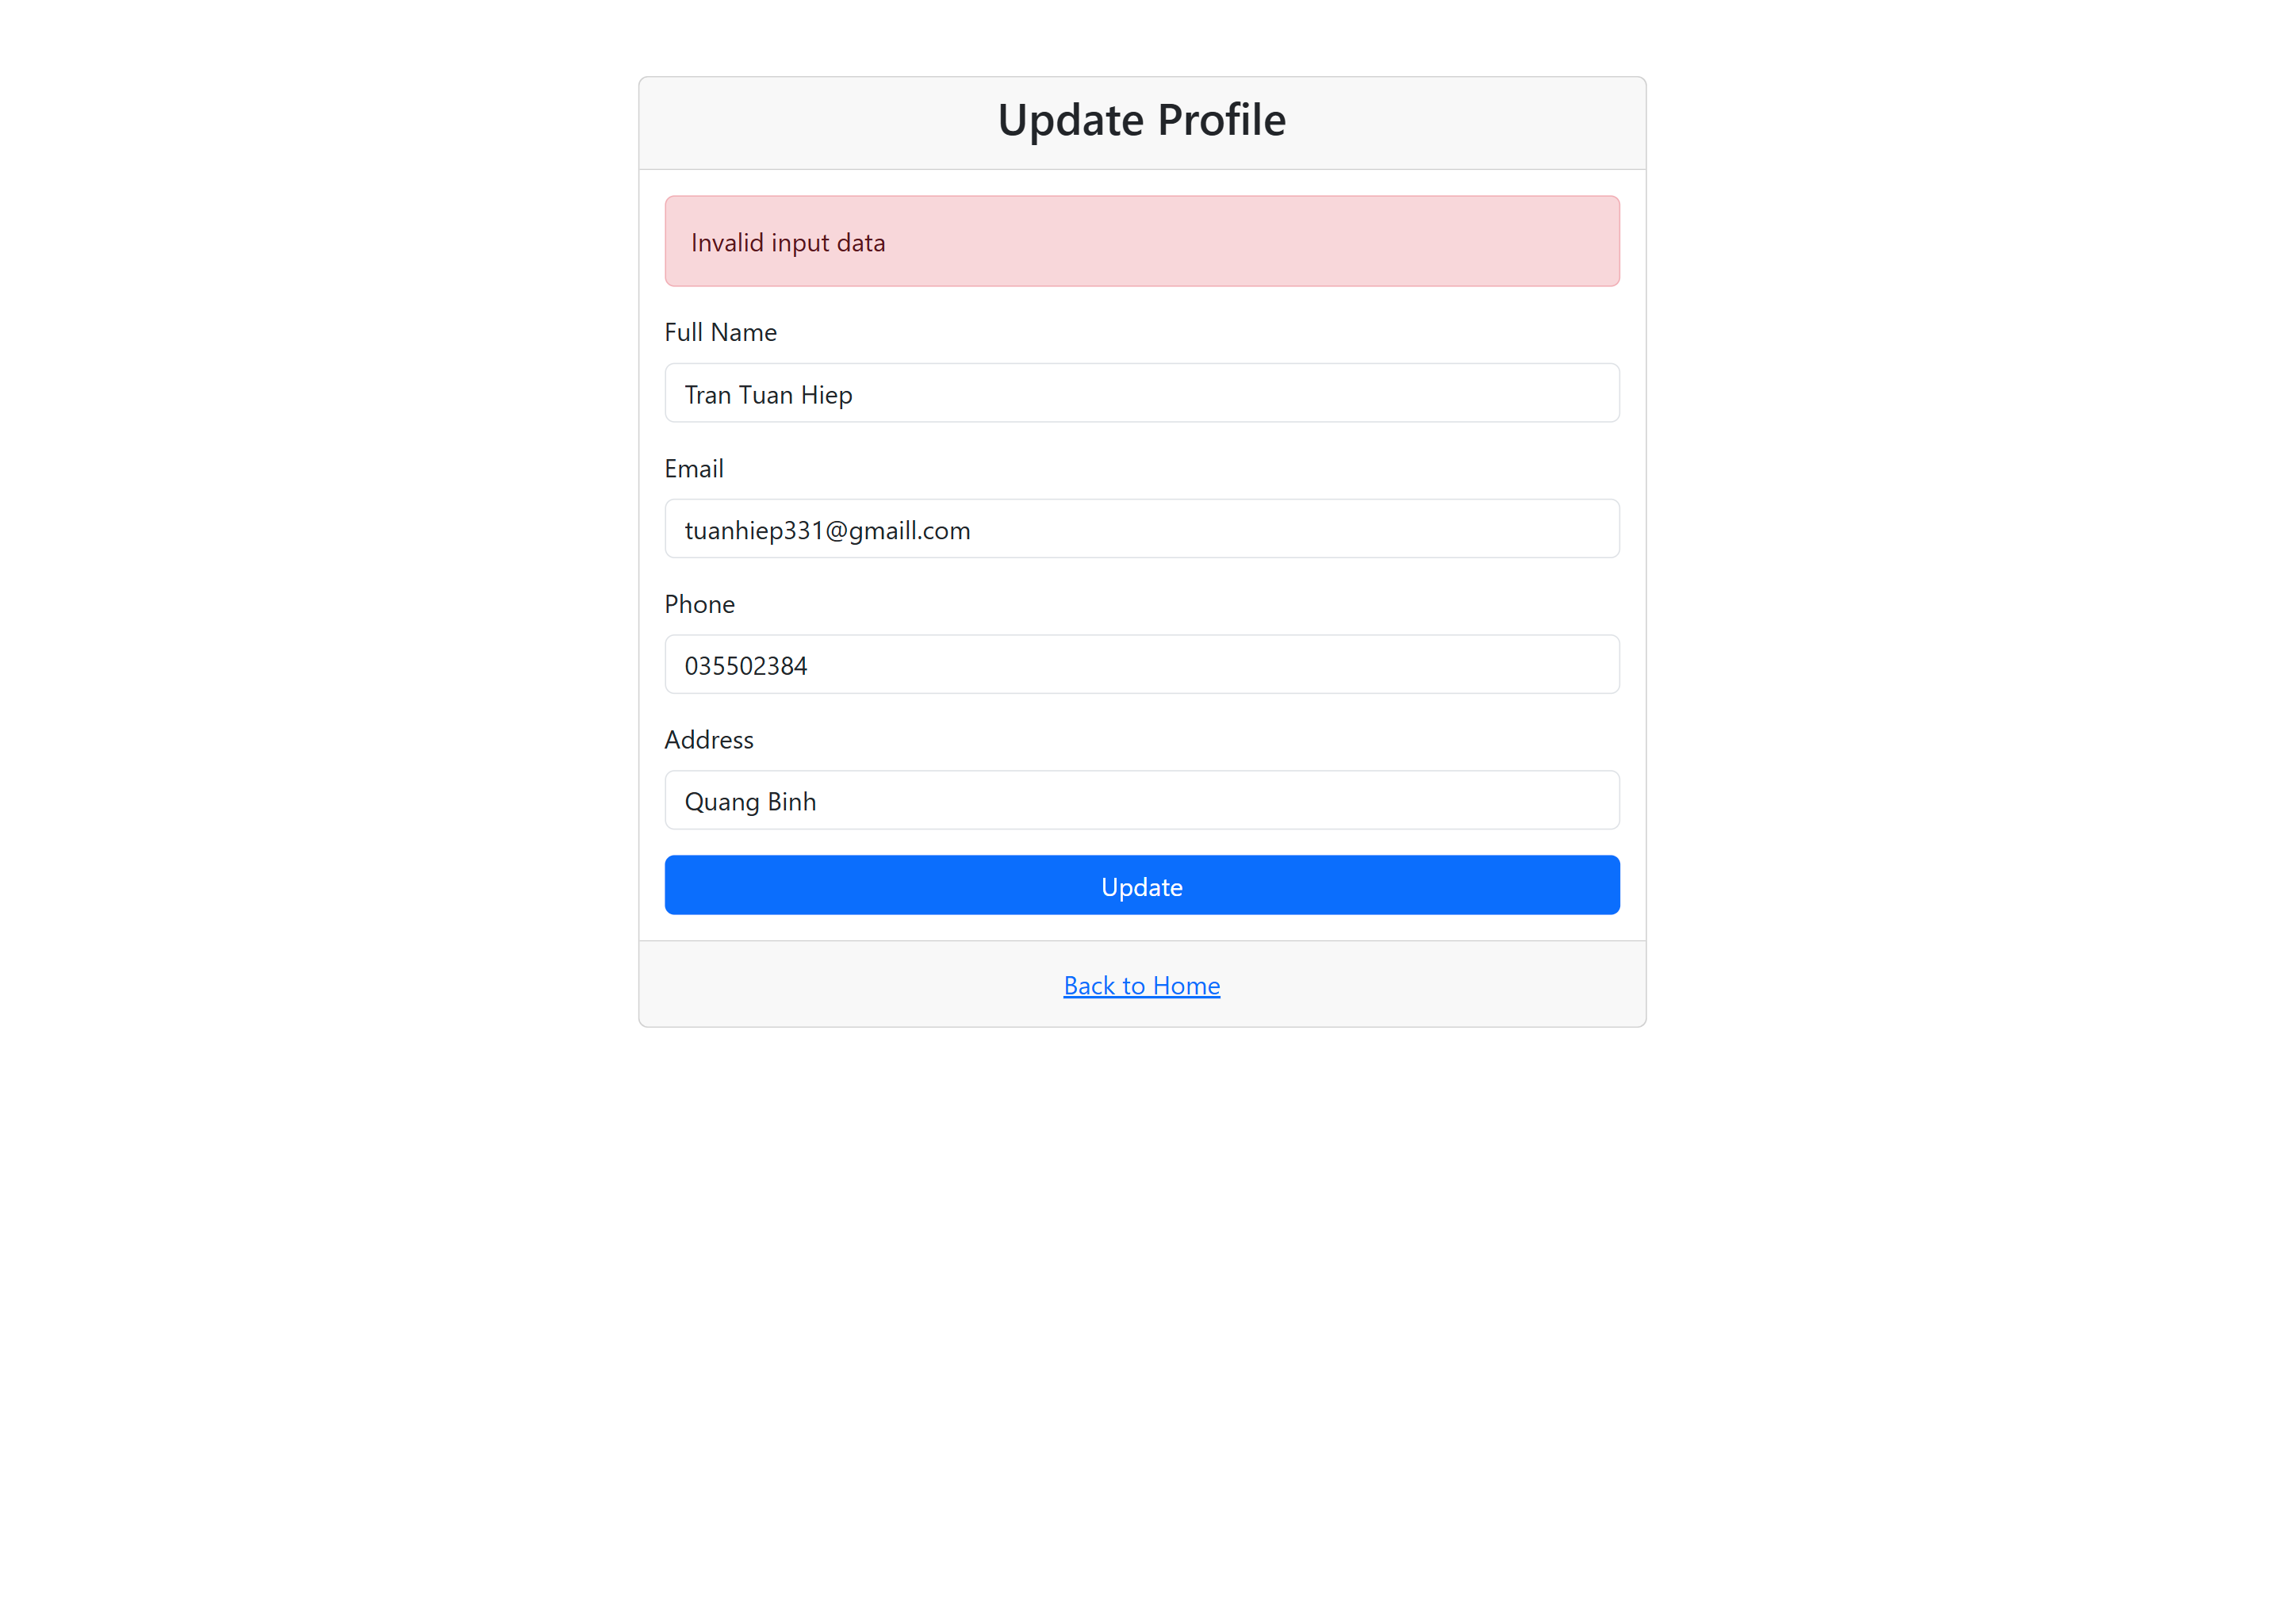 Update Profile
Invalid input data
Full Name
Tran Tuan Hiep
Email
tuanhiep331@gmaill.com
Phone
035502384
Address
Quang Binh
Update
Back to Home